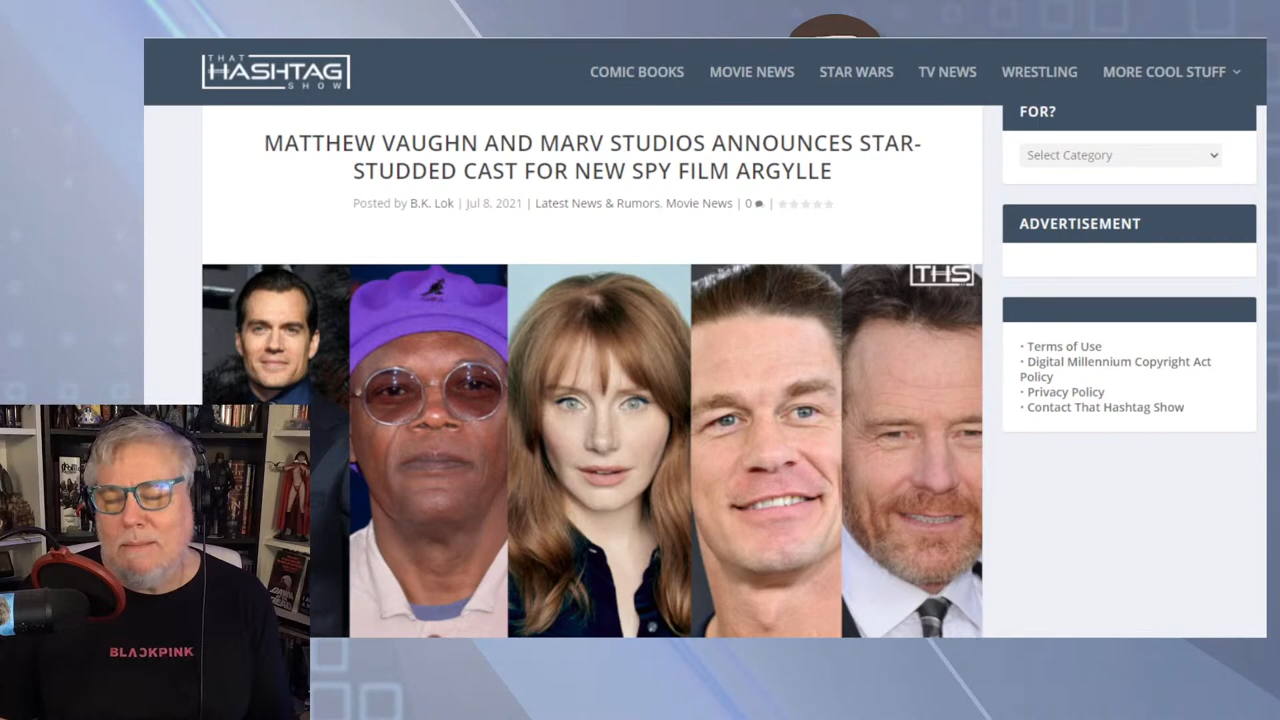 THAT
HASHTAG
SHOW
COMIC BOOKS MOVIE NEWS STAR WARS TV NEWS WRESTLING MORE COOL STUFF
MATTHEW VAUGHN AND MARV STUDIOS ANNOUNCES STAR-
STUDDED CAST FOR NEW SPY FILM ARGYLLE
Posted by B.K. Lok | Jul 8, 2021 | Latest News & Rumors, Movie News | 0 |
THS
FOR?
Select Category
ADVERTISEMENT
• Terms of Use
• Digital Millennium Copyright Act
Policy
• Privacy Policy
• Contact That Hashtag Show
BLACKPINK